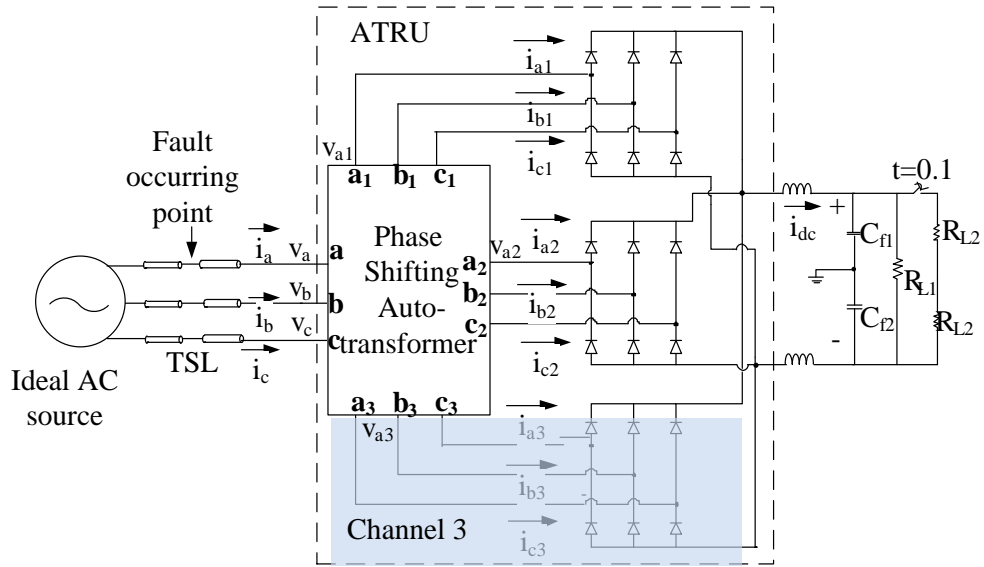 ATRU
i_a1
i_b1
v_a1
i_c1
a_1 b_1 c_1
Fault
occurring
point
t=0.1
i_dc
+
i_a v_a a
Phase
Shifting
Auto-
transformer
v_a2
a_2
i_a2
C_f1
R_L2
i_b v_b b
b_2
i_b2
R_L1
C_f2
R_L2
v_c c
c_2
TSL
i_c
i_c2
-
Ideal AC
source
a_3 b_3 c_3
v_a3
i_a3
i_b3
-
Channel 3
i_c3